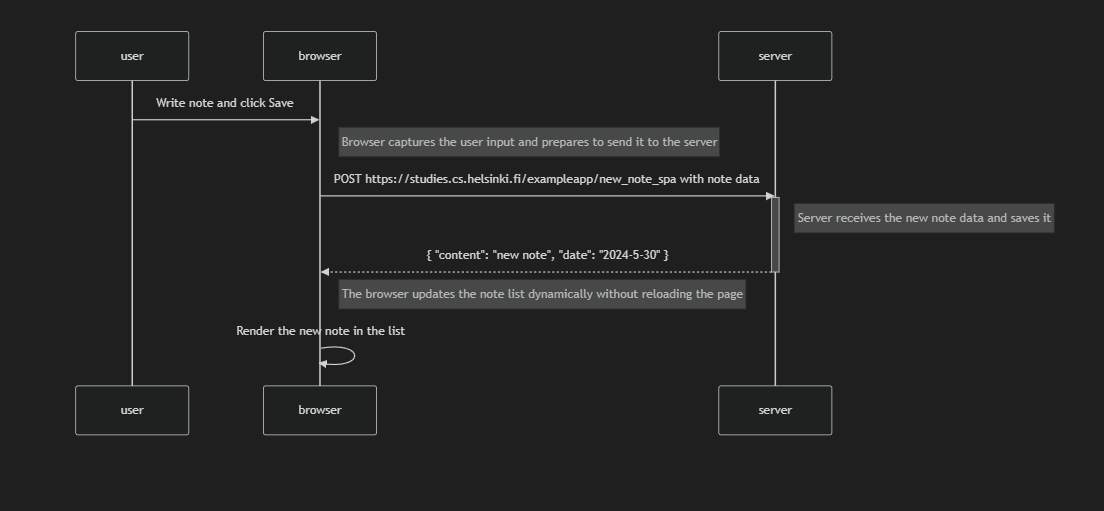 user
browser
server
Write note and click Save
Browser captures the user input and prepares to send it to the server
POST https://studies.cs.helsinki.fi/exampleapp/new_note_spa with note data
Server receives the new note data and saves it
{ "content": "new note", "date": "2024-5-30" }
The browser updates the note list dynamically without reloading the page
Render the new note in the list
user
browser
server